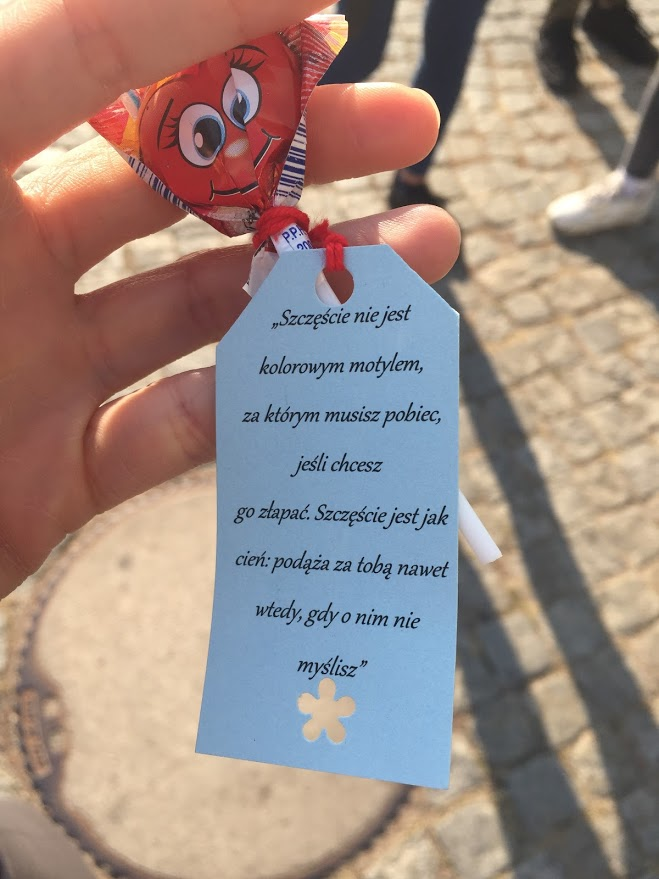 „Szczęście nie jest
kolorowym motylem,
za którym musisz pobiec,
jeśli chcesz
go złapać. Szczęście jest jak
cień: podąża za tobą nawet
wtedy, gdy o nim nie
myślisz”